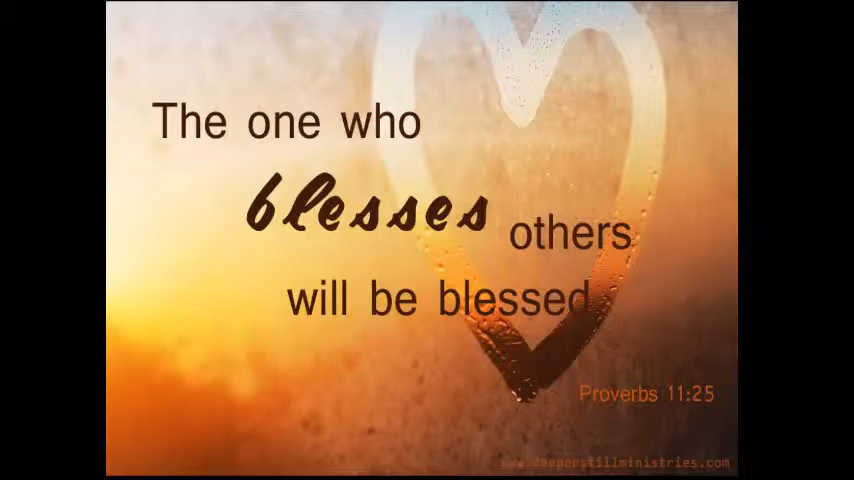 The one who
blesses others
will be blessed
Proverbs 11:25
www.deeperstillministries.com